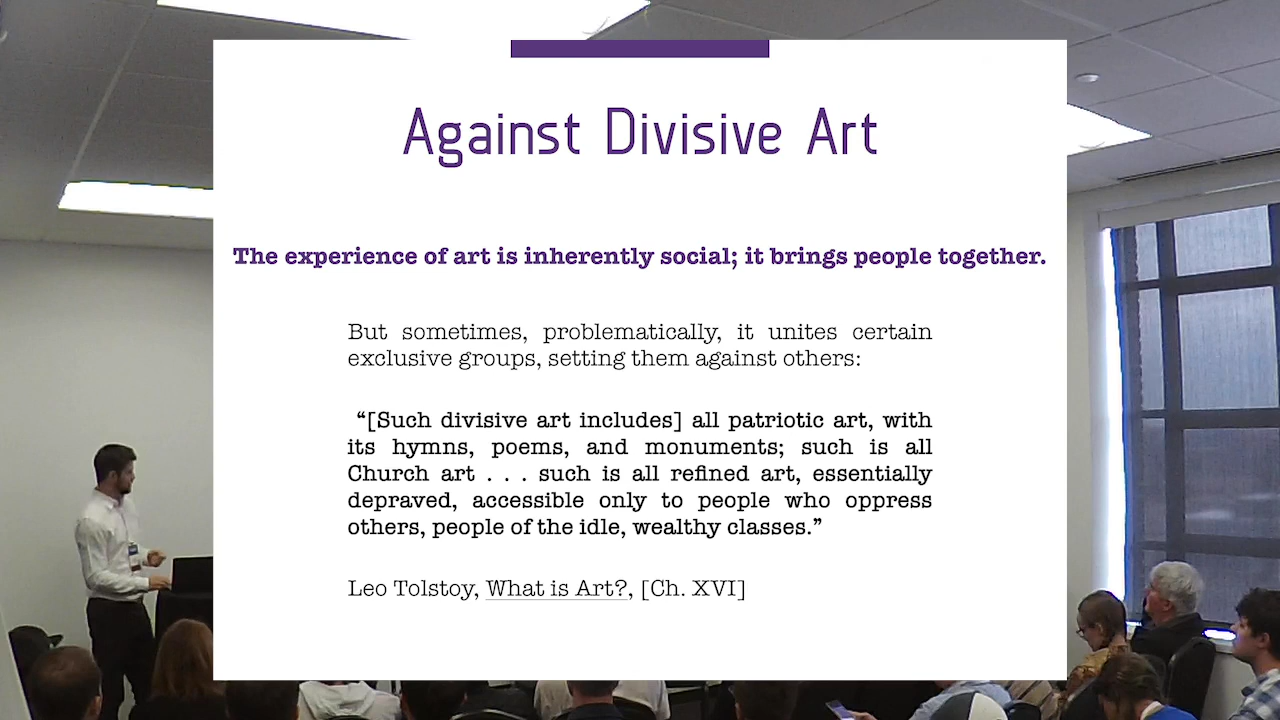 Against Divisive Art
The experience of art is inherently social; it brings people together.
But sometimes, problematically, it unites certain
exclusive groups, setting them against others:
“[Such divisive art includes] all patriotic art, with
its hymns, poems, and monuments; such is all
Church art . . . such is all refined art, essentially
depraved, accessible only to people who oppress
others, people of the idle, wealthy classes.”
Leo Tolstoy, What is Art?, [Ch. XVI]